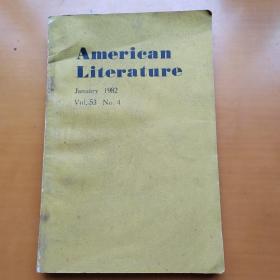 American
Literature
January 1982
Vol. 53 No. 4